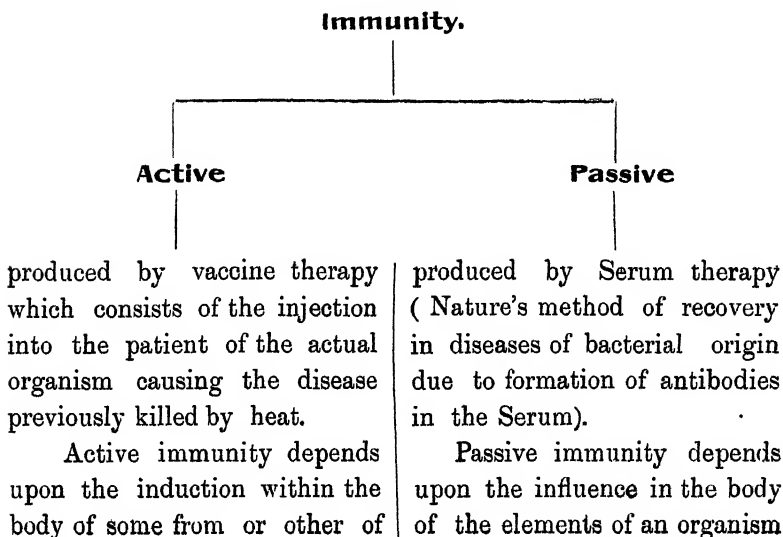 Immunity.
Active
Passive
produced by vaccine therapy
which consists of the injection
into the patient of the actual
organism causing the disease
previously killed by heat.
Active immunity depends
upon the induction within the
body of some from or other of
produced by Serum therapy
( Nature's method of recovery
in diseases of bacterial origin
due to formation of antibodies
in the Serum).
Passive immunity depends
upon the influence in the body
of the elements of an organism